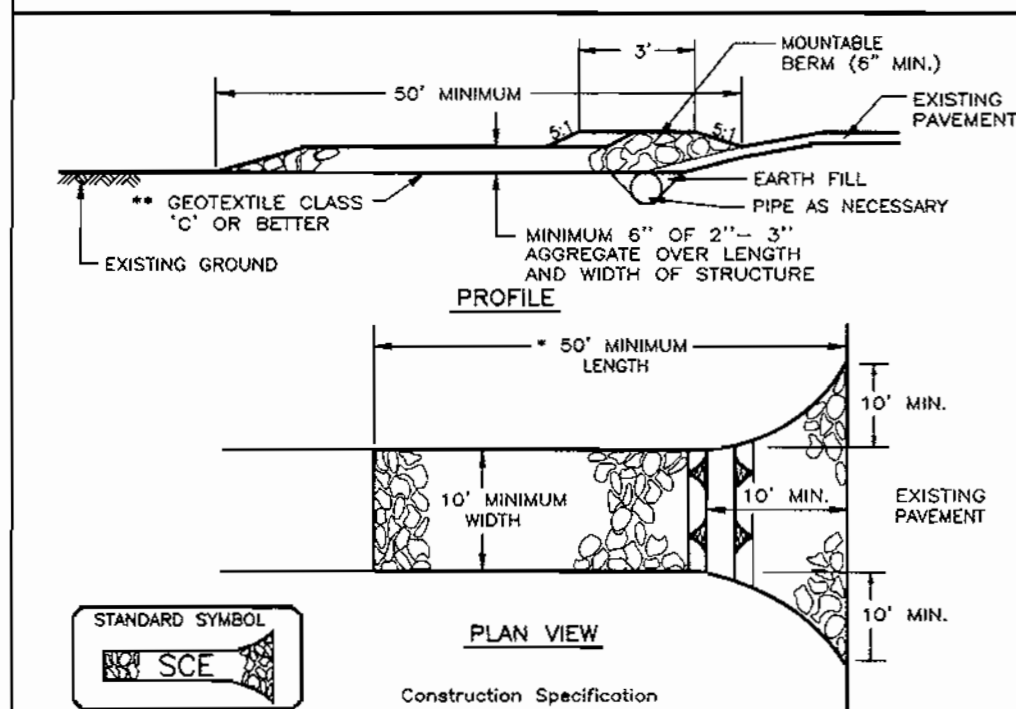 3'
MOUNTABLE
BERM (6" MIN.)
50' MINIMUM
EXISTING
PAVEMENT
5:1
5:1
** GEOTEXTILE CLASS
'C' OR BETTER
EARTH FILL
PIPE AS NECESSARY
EXISTING GROUND
MINIMUM 6" OF 2"- 3"
AGGREGATE OVER LENGTH
AND WIDTH OF STRUCTURE
PROFILE
* 50' MINIMUM
LENGTH
10' MIN.
10' MINIMUM
WIDTH
10' MIN.
EXISTING
PAVEMENT
10' MIN.
STANDARD SYMBOL
SCE
PLAN VIEW
Construction Specification